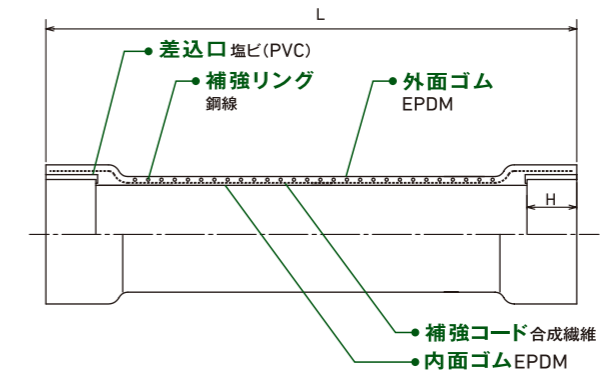 L
差込口 塩ビ(PVC)
補強リング
鋼線
外面ゴム
EPDM
H
補強コード 合成繊維
内面ゴム EPDM